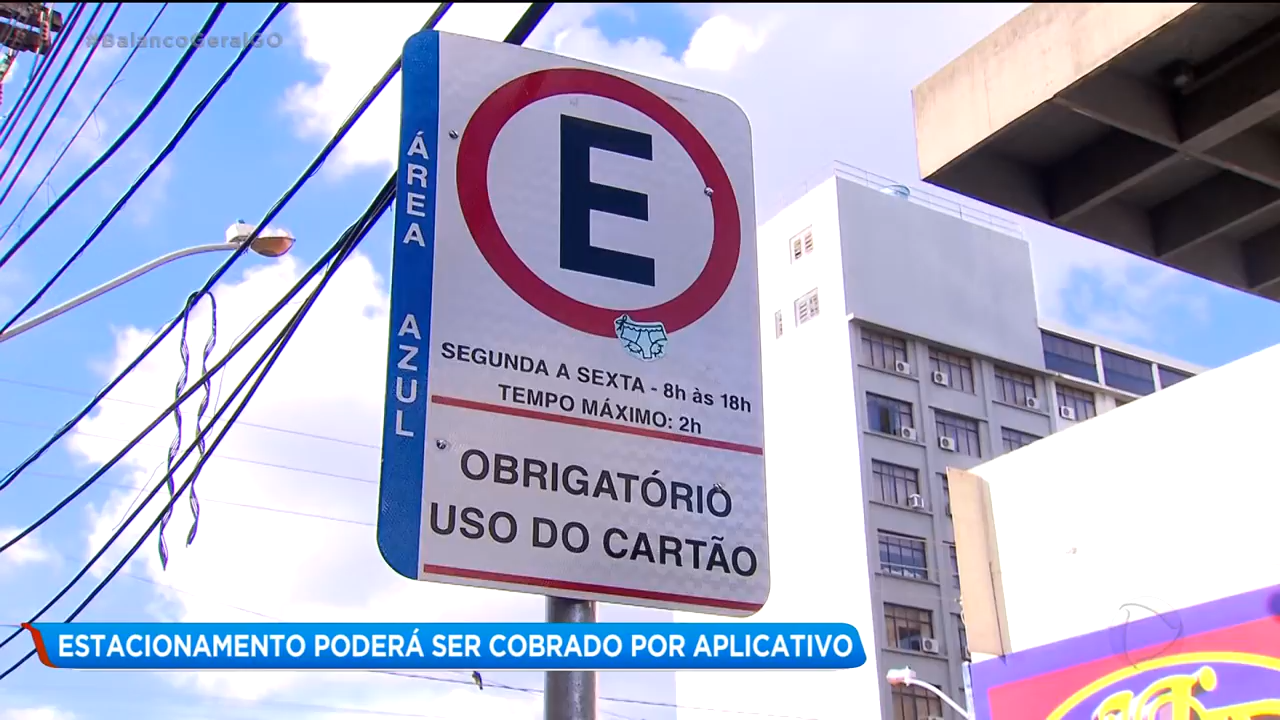 #BalancoGeralGO
E
ÁREA AZUL
SEGUNDA A SEXTA - 8h às 18h
TEMPO MÁXIMO: 2h
OBRIGATÓRIO
USO DO CARTÃO
ESTACIONAMENTO PODERÁ SER COBRADO POR APLICATIVO